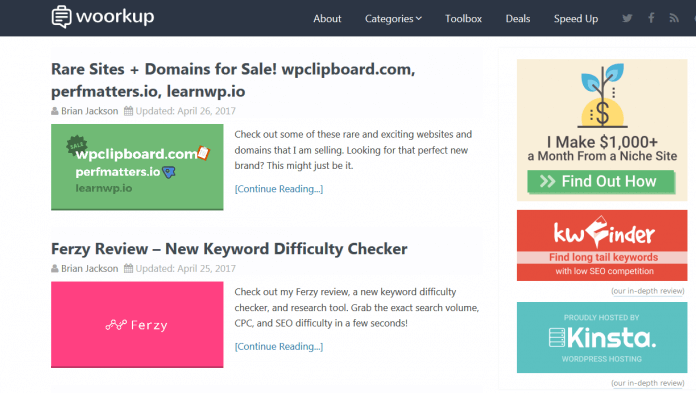 woorkup
About Categories Toolbox Deals Speed Up
Rare Sites + Domains for Sale! wpclipboard.com,
perfmatters.io, learnwp.io
Brian Jackson Updated: April 26, 2017
SALE
wpclipboard.com
perfmatters.io
learnwp.io
Check out some of these rare and exciting websites and
domains that I am selling. Looking for that perfect new
brand? This might just be it.
[Continue Reading...]
Ferzy Review – New Keyword Difficulty Checker
Brian Jackson Updated: April 25, 2017
Ferzy
Check out my Ferzy review, a new keyword difficulty
checker, and research tool. Grab the exact search volume,
CPC, and SEO difficulty in a few seconds!
[Continue Reading...]
I Make $1,000+
a Month From a Niche Site
Find Out How
kwfinder
Find long tail keywords
with low SEO competition
(our in-depth review)
PROUDLY HOSTED BY
Kinsta.
WORDPRESS HOSTING
(our in-depth review)